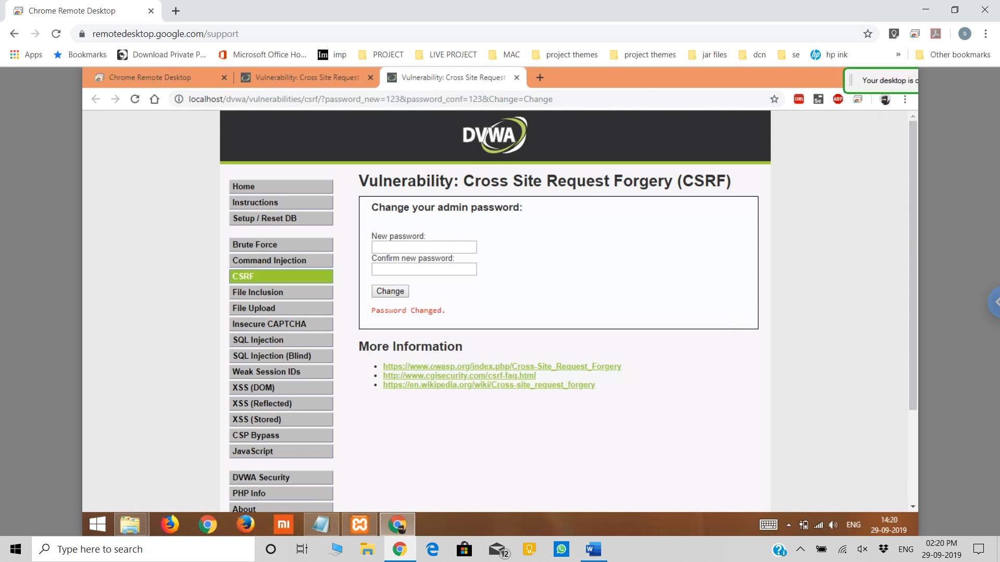 Chrome Remote Desktop
remotedesktop.google.com/support
S
Apps Bookmarks Download Private P... Microsoft Office Ho... Im imp PROJECT LIVE PROJECT MAC project themes project themes jar files dcn se hp ink » Other bookmarks
Chrome Remote Desktop Vulnerability: Cross Site Request Vulnerability: Cross Site Request
Your desktop is c
localhost/dvwa/vulnerabilities/csrf/?password_new=123&password_conf=123&Change=Change
CORS Se ABP
DVWA
Vulnerability: Cross Site Request Forgery (CSRF)
Home
Instructions
Setup / Reset DB
Brute Force
Command Injection
CSRF
File Inclusion
File Upload
Insecure CAPTCHA
SQL Injection
SQL Injection (Blind)
Weak Session IDs
XSS (DOM)
XSS (Reflected)
XSS (Stored)
CSP Bypass
JavaScript
DVWA Security
PHP Info
About
Change your admin password:
New password:
Confirm new password:
Change
Password Changed.
More Information
https://www.owasp.org/index.php/Cross-Site_Request_Forgery
http://www.cgisecurity.com/csrf-faq.html
https://en.wikipedia.org/wiki/Cross-site_request_forgery
mi
ENG
14:20
29-09-2019
Type here to search
12
W
ENG
02:20 PM
29-09-2019